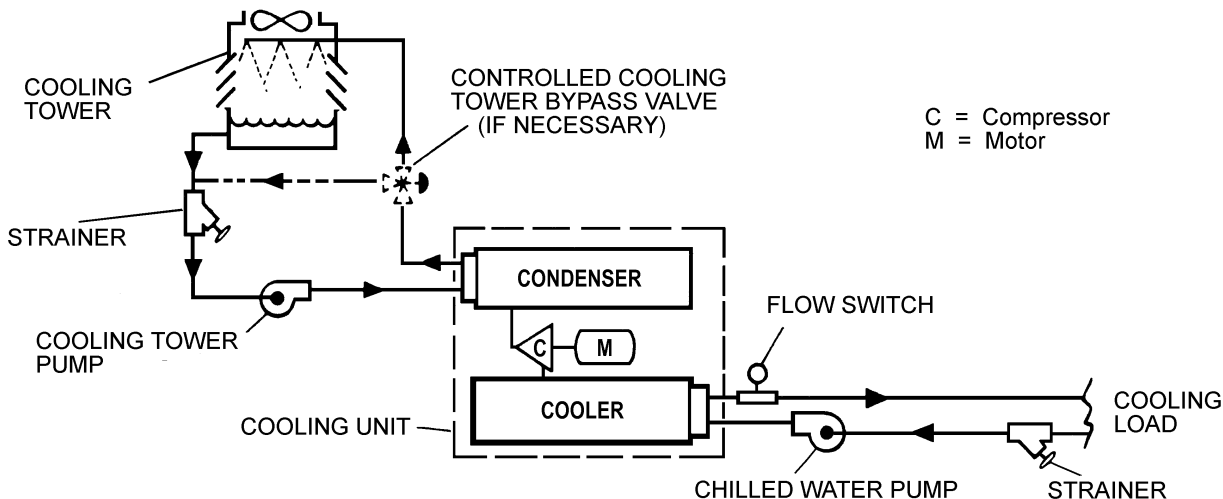 COOLING
TOWER
CONTROLLED COOLING
TOWER BYPASS VALVE
(IF NECESSARY)
C = Compressor
M = Motor
STRAINER
CONDENSER
FLOW SWITCH
COOLING TOWER
PUMP
C
M
COOLER
COOLING UNIT
COOLING
LOAD
CHILLED WATER PUMP
STRAINER